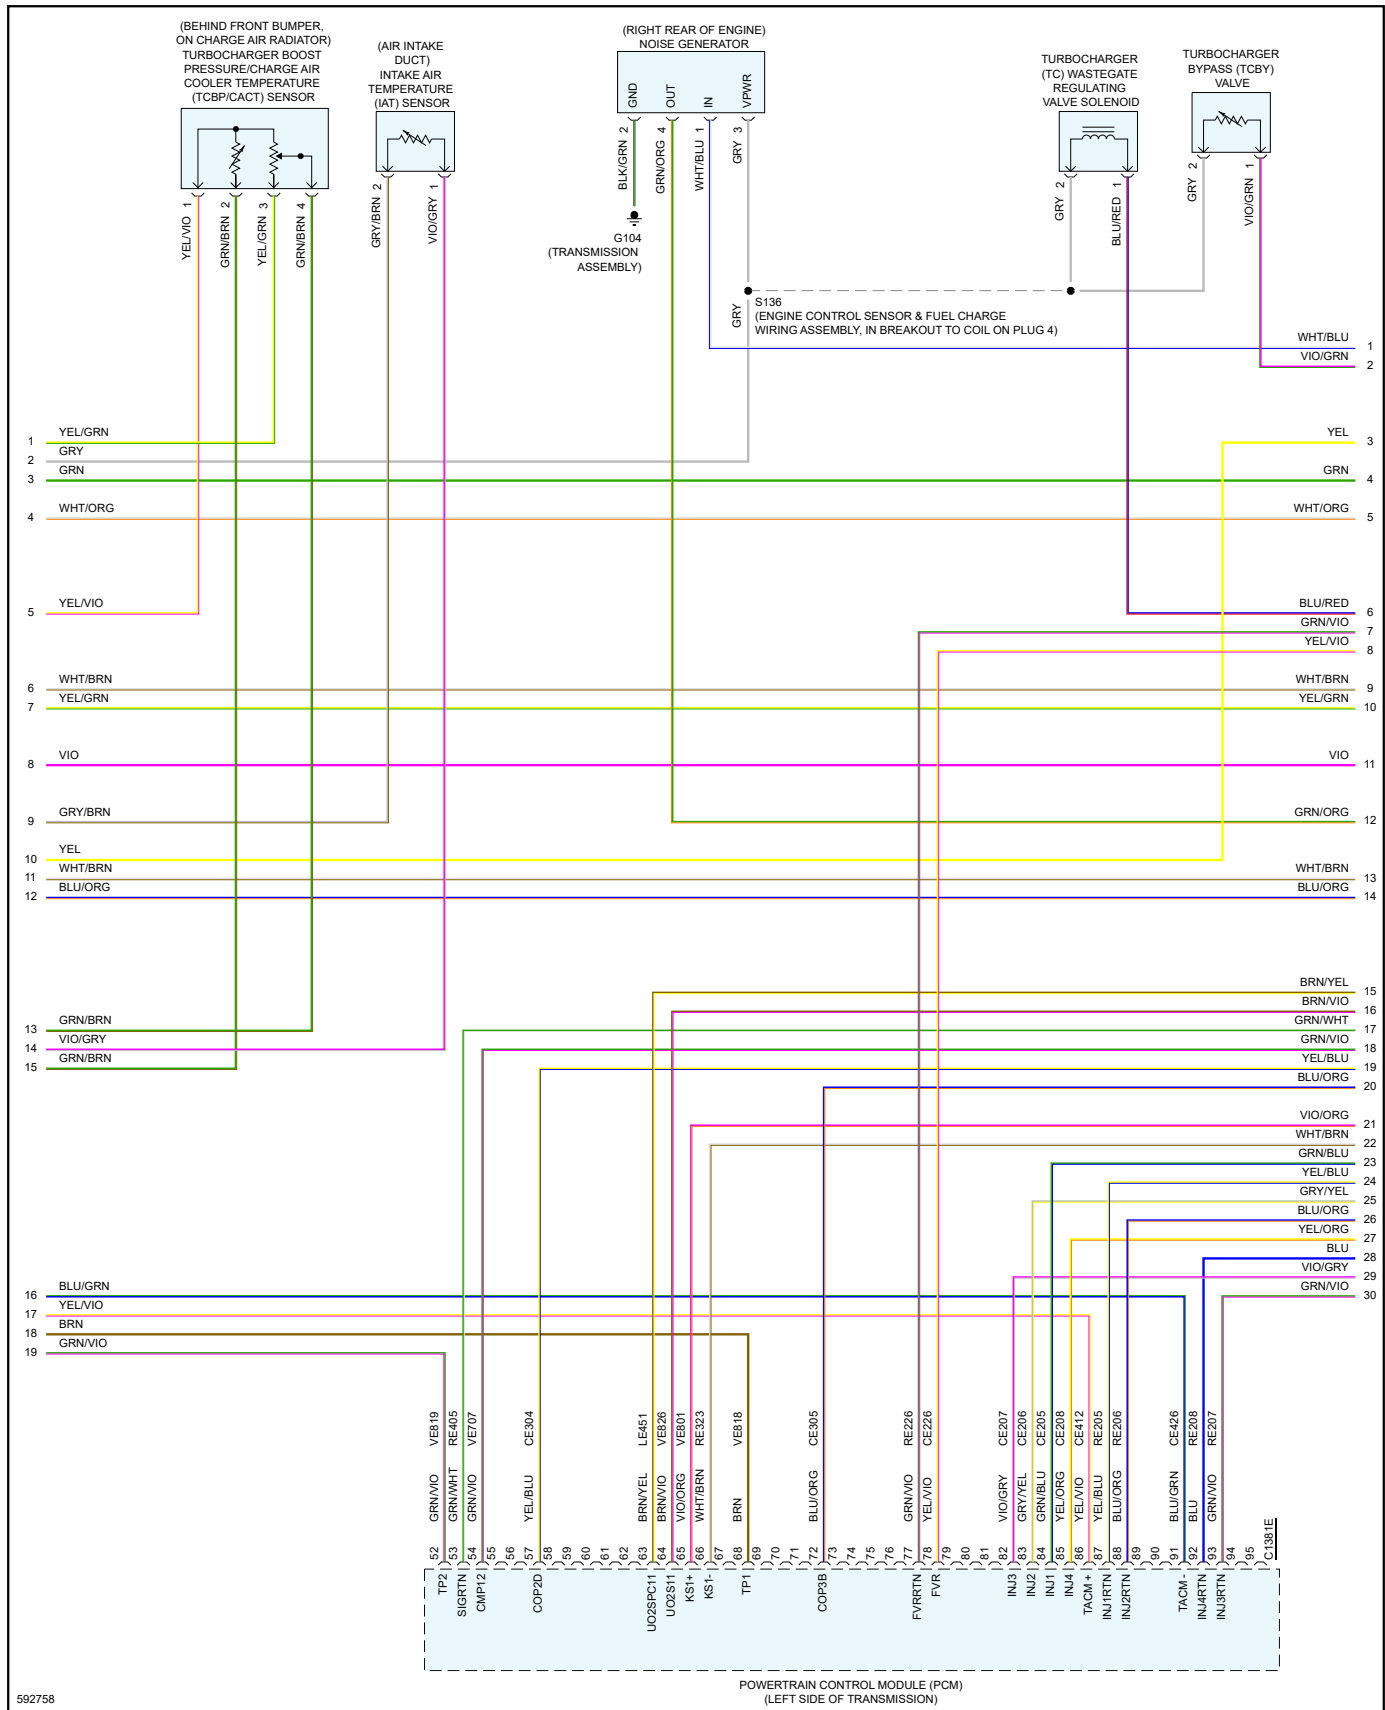 (BEHIND FRONT BUMPER,
ON CHARGE AIR RADIATOR)
TURBOCHARGER BOOST
PRESSURE/CHARGE AIR
COOLER TEMPERATURE
(TCBP/CACT) SENSOR
(AIR INTAKE
DUCT)
INTAKE AIR
TEMPERATURE
(IAT) SENSOR
(RIGHT REAR OF ENGINE)
NOISE GENERATOR
TURBOCHARGER
(TC) WASTEGATE
REGULATING
VALVE SOLENOID
TURBOCHARGER
BYPASS (TCBY)
VALVE
GND
OUT
IN
VPWR
YEL/VIO 1
GRN/BRN 2
YEL/GRN 3
GRN/BRN 4
GRY/BRN 2
VIO/GRY 1
BLK/GRN 2
GRN/ORG 4
WHT/BLU 1
GRY 3
GRY 2
BLU/RED 1
GRY 2
VIO/GRN 1
G104
(TRANSMISSION
ASSEMBLY)
GRY
S136
(ENGINE CONTROL SENSOR & FUEL CHARGE
WIRING ASSEMBLY, IN BREAKOUT TO COIL ON PLUG 4)
1 YEL/GRN
2 GRY
3 GRN
4 WHT/ORG
5 YEL/VIO
6 WHT/BRN
7 YEL/GRN
8 VIO
9 GRY/BRN
10 YEL
11 WHT/BRN
12 BLU/ORG
13 GRN/BRN
14 VIO/GRY
15 GRN/BRN
16 BLU/GRN
17 YEL/VIO
18 BRN
19 GRN/VIO
WHT/BLU 1
VIO/GRN 2
YEL 3
GRN 4
WHT/ORG 5
BLU/RED 6
GRN/VIO 7
YEL/VIO 8
WHT/BRN 9
YEL/GRN 10
VIO 11
GRN/ORG 12
WHT/BRN 13
BLU/ORG 14
BRN/YEL 15
BRN/VIO 16
GRN/WHT 17
GRN/VIO 18
YEL/BLU 19
BLU/ORG 20
VIO/ORG 21
WHT/BRN 22
GRN/BLU 23
YEL/BLU 24
GRY/YEL 25
BLU/ORG 26
YEL/ORG 27
BLU 28
VIO/GRY 29
GRN/VIO 30
TP2 52 GRN/VIO VE819
SIGRTN 53 GRN/WHT RE405
CMP12 54 GRN/VIO VE707
55
56
COP2D 57 YEL/BLU CE304
58
59
60
61
62
UO2SPC11 63 BRN/YEL LE451
UO2S11 64 BRN/VIO VE826
KS1+ 65 VIO/ORG VE801
KS1- 66 WHT/BRN RE323
67
TP1 68 BRN VE818
69
70
71
COP3B 72 BLU/ORG CE305
73
74
75
76
FVRRTN 77 GRN/VIO RE226
FVR 78 YEL/VIO CE226
79
80
81
INJ3 82 VIO/GRY CE207
INJ2 83 GRY/YEL CE206
INJ1 84 GRN/BLU CE205
INJ4 85 YEL/ORG CE208
TACM + 86 YEL/VIO CE412
INJ1RTN 87 YEL/BLU RE205
INJ2RTN 88 BLU/ORG RE206
89
90
TACM - 91 BLU/GRN CE426
INJ4RTN 92 BLU RE208
INJ3RTN 93 GRN/VIO RE207
94
95
C1381E
POWERTRAIN CONTROL MODULE (PCM)
(LEFT SIDE OF TRANSMISSION)
592758